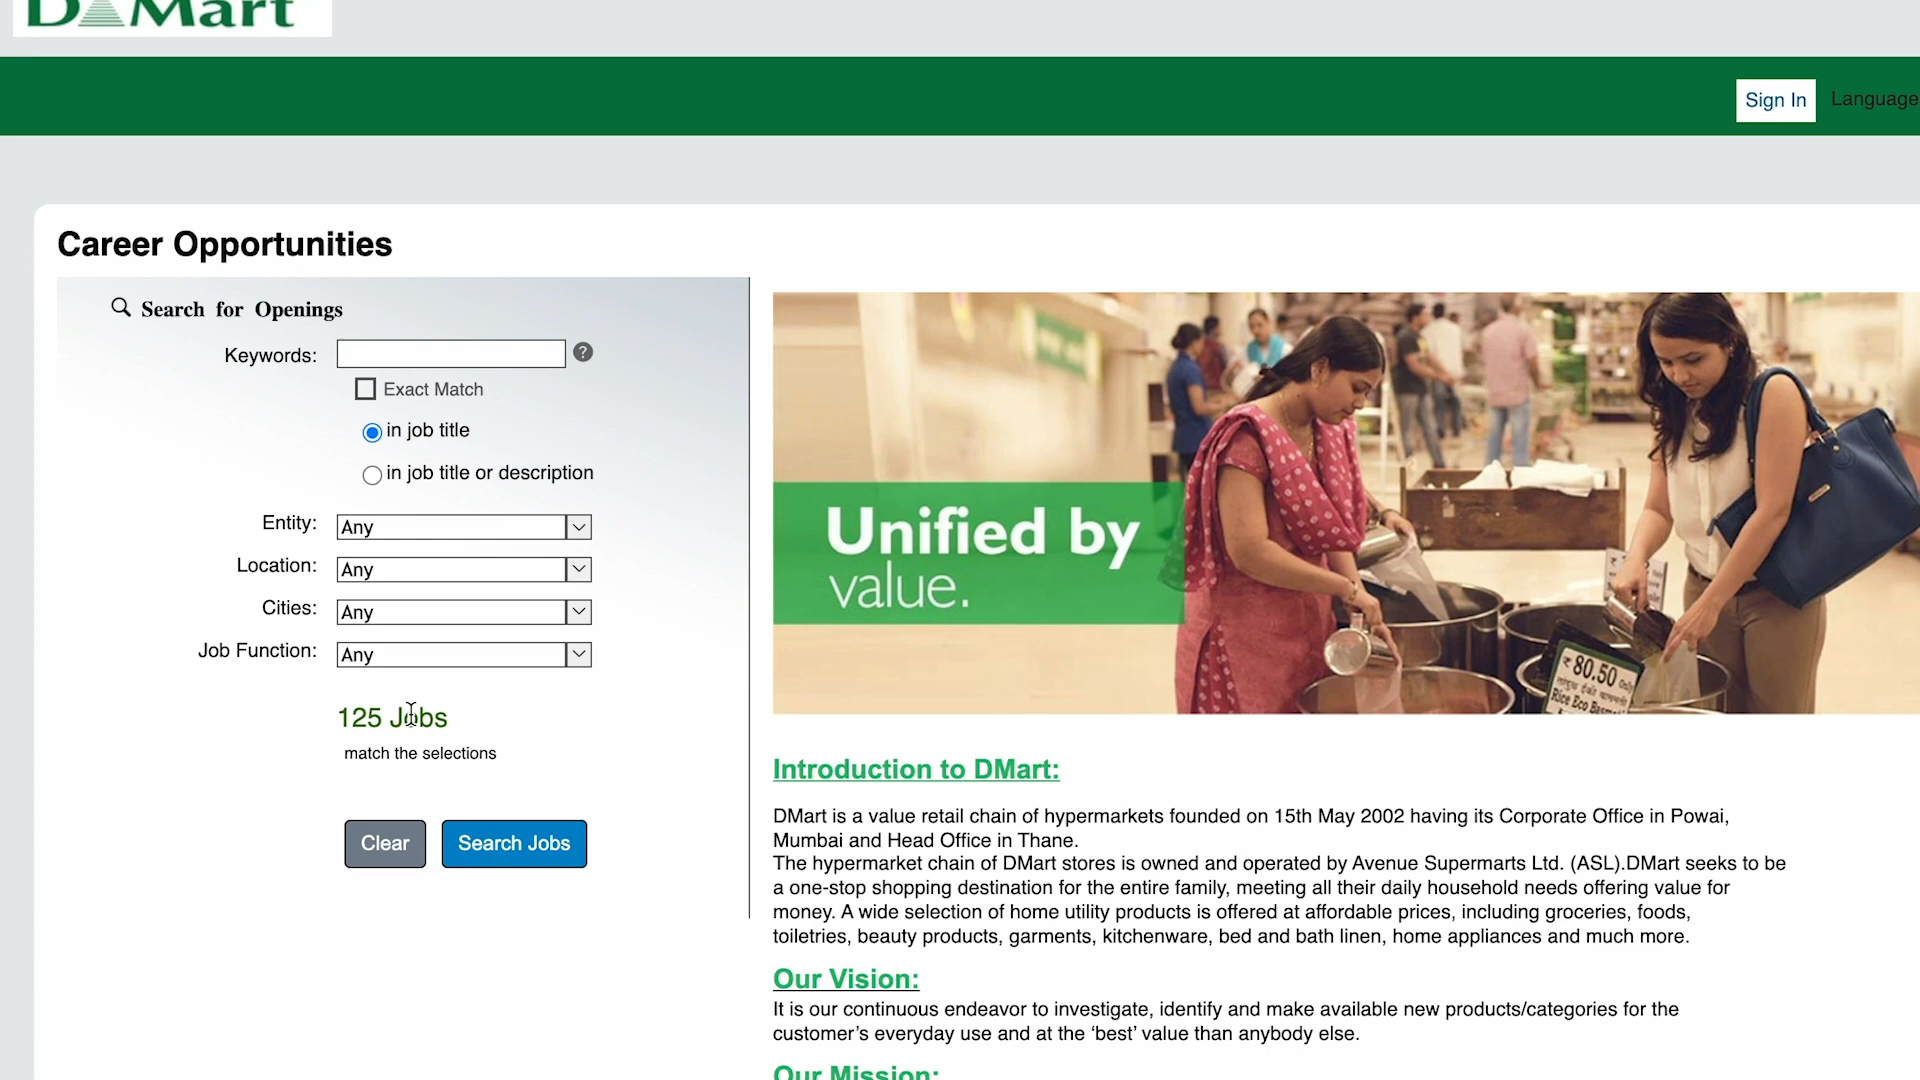 D Mart
Sign In Language
Career Opportunities
Search for Openings
Keywords:
?
Exact Match
in job title
in job title or description
Entity: Any
Location: Any
Cities: Any
Job Function: Any
125 Jobs
match the selections
Clear Search Jobs
Unified by
value.
₹ 80.50 Only
Introduction to DMart:
DMart is a value retail chain of hypermarkets founded on 15th May 2002 having its Corporate Office in Powai,
Mumbai and Head Office in Thane.
The hypermarket chain of DMart stores is owned and operated by Avenue Supermarts Ltd. (ASL).DMart seeks to be
a one-stop shopping destination for the entire family, meeting all their daily household needs offering value for
money. A wide selection of home utility products is offered at affordable prices, including groceries, foods,
toiletries, beauty products, garments, kitchenware, bed and bath linen, home appliances and much more.
Our Vision:
It is our continuous endeavor to investigate, identify and make available new products/categories for the
customer’s everyday use and at the ‘best’ value than anybody else.
Our Mission: